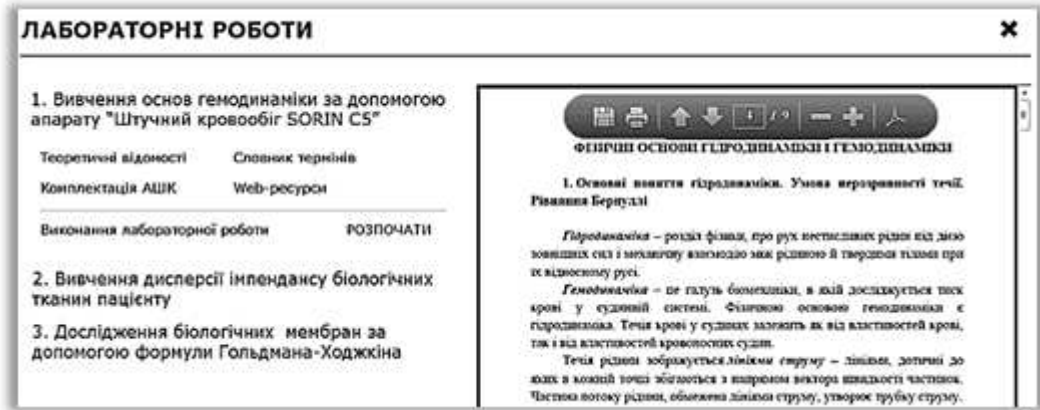 ЛАБОРАТОРНІ РОБОТИ
1. Вивчення основ гемодинаміки за допомогою
апарату "Штучний кровообіг SORIN C5"
Теоретичні відомості Словник термінів
Комплектація АШК Web-ресурси
Виконання лабораторної роботи РОЗПОЧАТИ
2. Вивчення дисперсії імпендансу біологічних
тканин пацієнту
3. Дослідження біологічних мембран за
допомогою формули Гольдмана-Ходжкіна
1 / 9
ФІЗИЧНІ ОСНОВИ ГІДРОДИНАМІКИ І ГЕМОДИНАМІКИ
1. Основні поняття гідродинаміки. Умова нерозривності течії.
Рівняння Бернуллі
Гідродинаміка – розділ фізики, про рух нестисливих рідин під дією
зовнішніх сил і механічну взаємодію між рідиною й твердими тілами при
їх відносному русі.
Гемодинаміка – це галузь біомеханіки, в якій досліджується тиск
крові у судинній системі. Фізичною основою гемодинаміки є
гідродинаміка. Течія крові у судинах залежить як від властивостей крові,
так і від властивостей кровоносних судин.
Течія рідини зображується лініями струму – лініями, дотичні до
яких в кожній точці збігаються з напрямом вектора швидкості частинок.
Частина потоку рідини, обмежена лініями струму, утворює трубку струму.